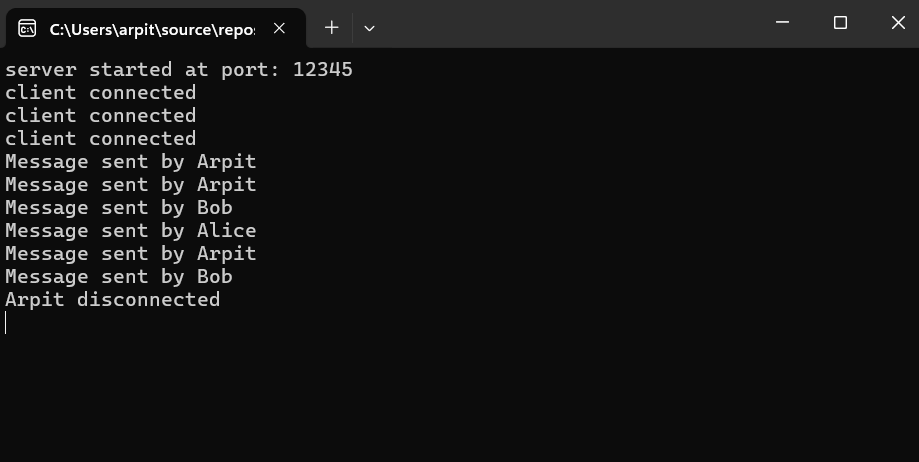 C:\Users\arpit\source\repo
server started at port: 12345
client connected
client connected
client connected
Message sent by Arpit
Message sent by Arpit
Message sent by Bob
Message sent by Alice
Message sent by Arpit
Message sent by Bob
Arpit disconnected